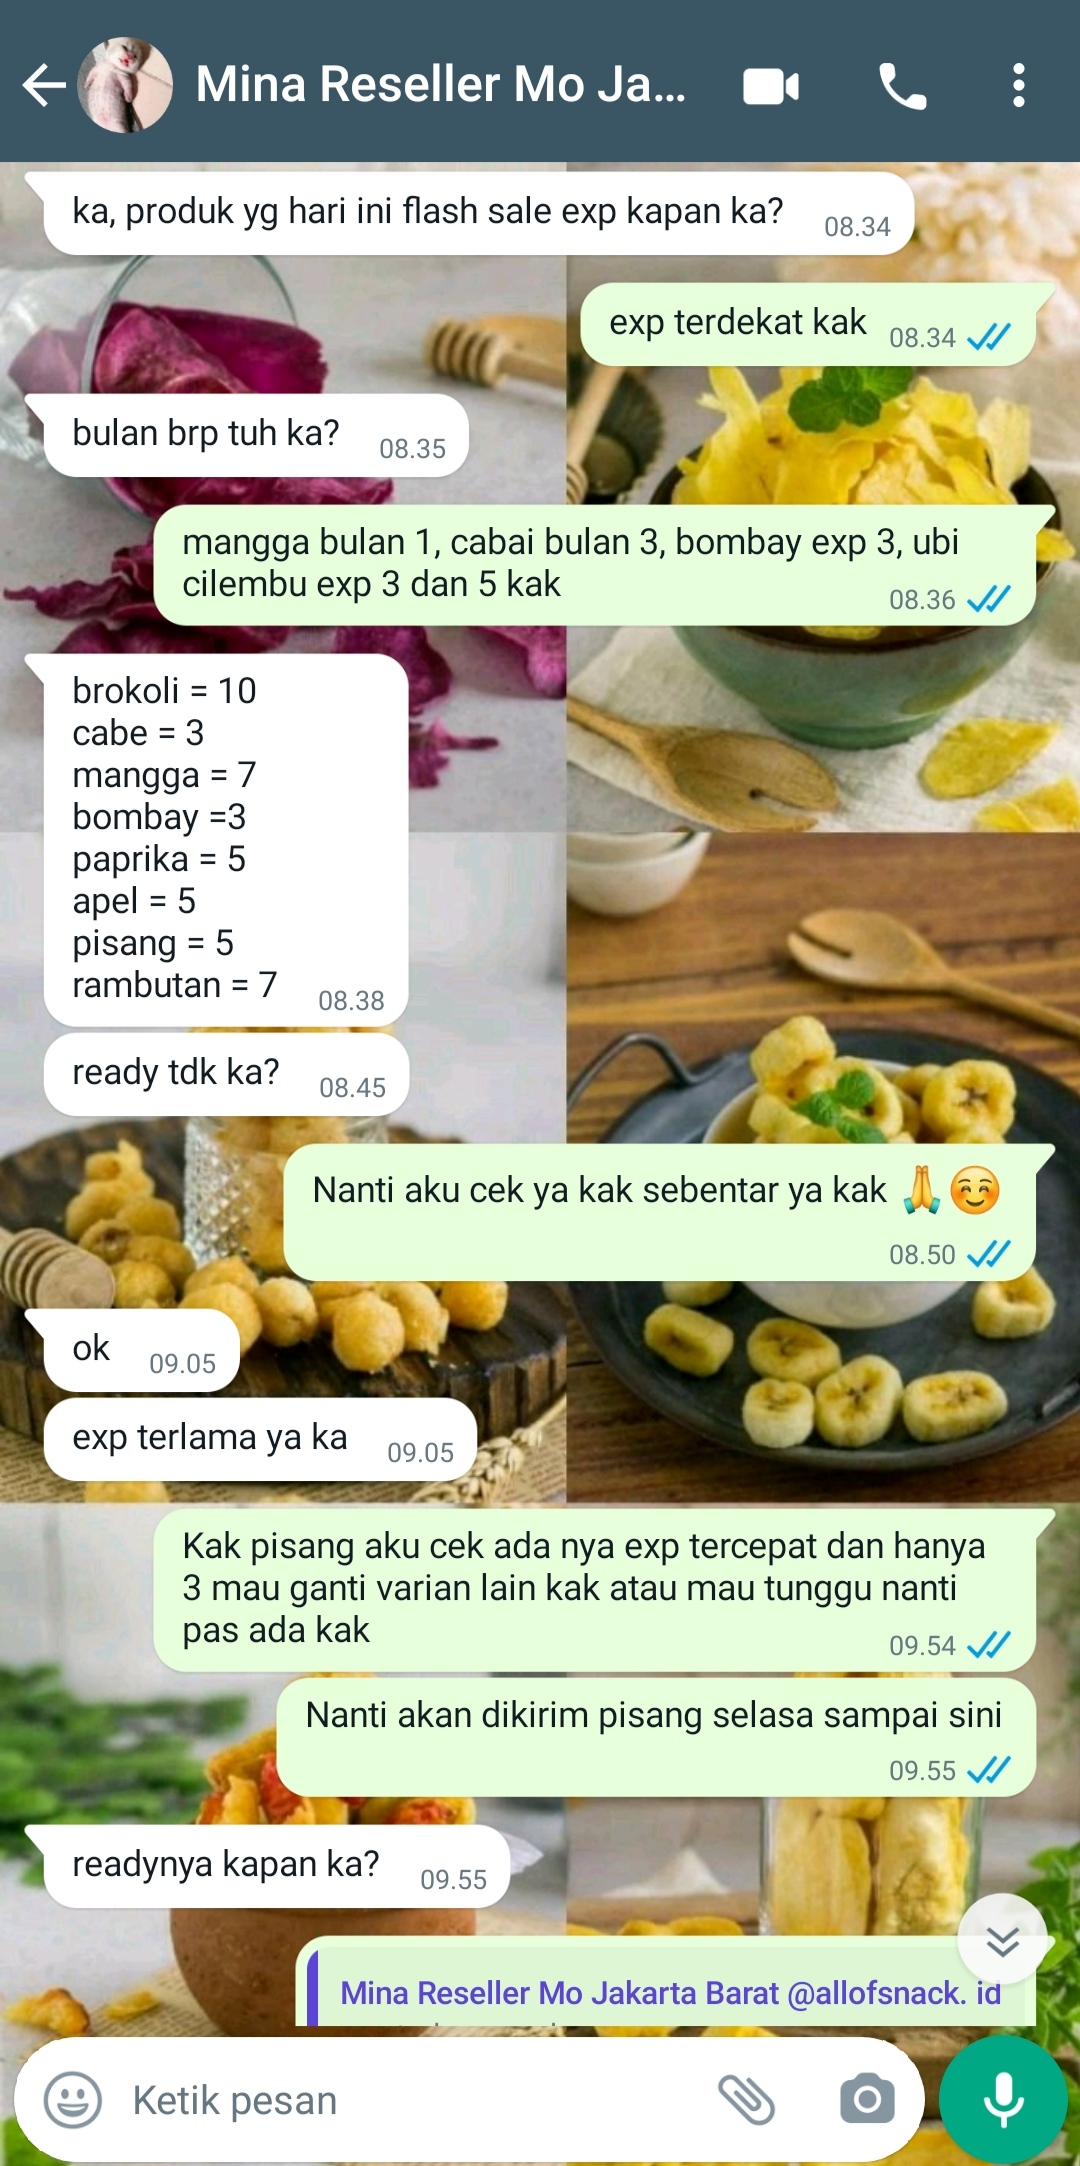 Mina Reseller Mo Ja...
ka, produk yg hari ini flash sale exp kapan ka? 08.34
exp terdekat kak 08.34
bulan brp tuh ka? 08.35
mangga bulan 1, cabai bulan 3, bombay exp 3, ubi
cilembu exp 3 dan 5 kak 08.36
brokoli = 10
cabe = 3
mangga = 7
bombay =3
paprika = 5
apel = 5
pisang = 5
rambutan = 7 08.38
ready tdk ka? 08.45
Nanti aku cek ya kak sebentar ya kak 🙏☺️
08.50
ok 09.05
exp terlama ya ka 09.05
Kak pisang aku cek ada nya exp tercepat dan hanya
3 mau ganti varian lain kak atau mau tunggu nanti
pas ada kak 09.54
Nanti akan dikirim pisang selasa sampai sini
09.55
readynya kapan ka? 09.55
Mina Reseller Mo Jakarta Barat @allofsnack. id
Ketik pesan